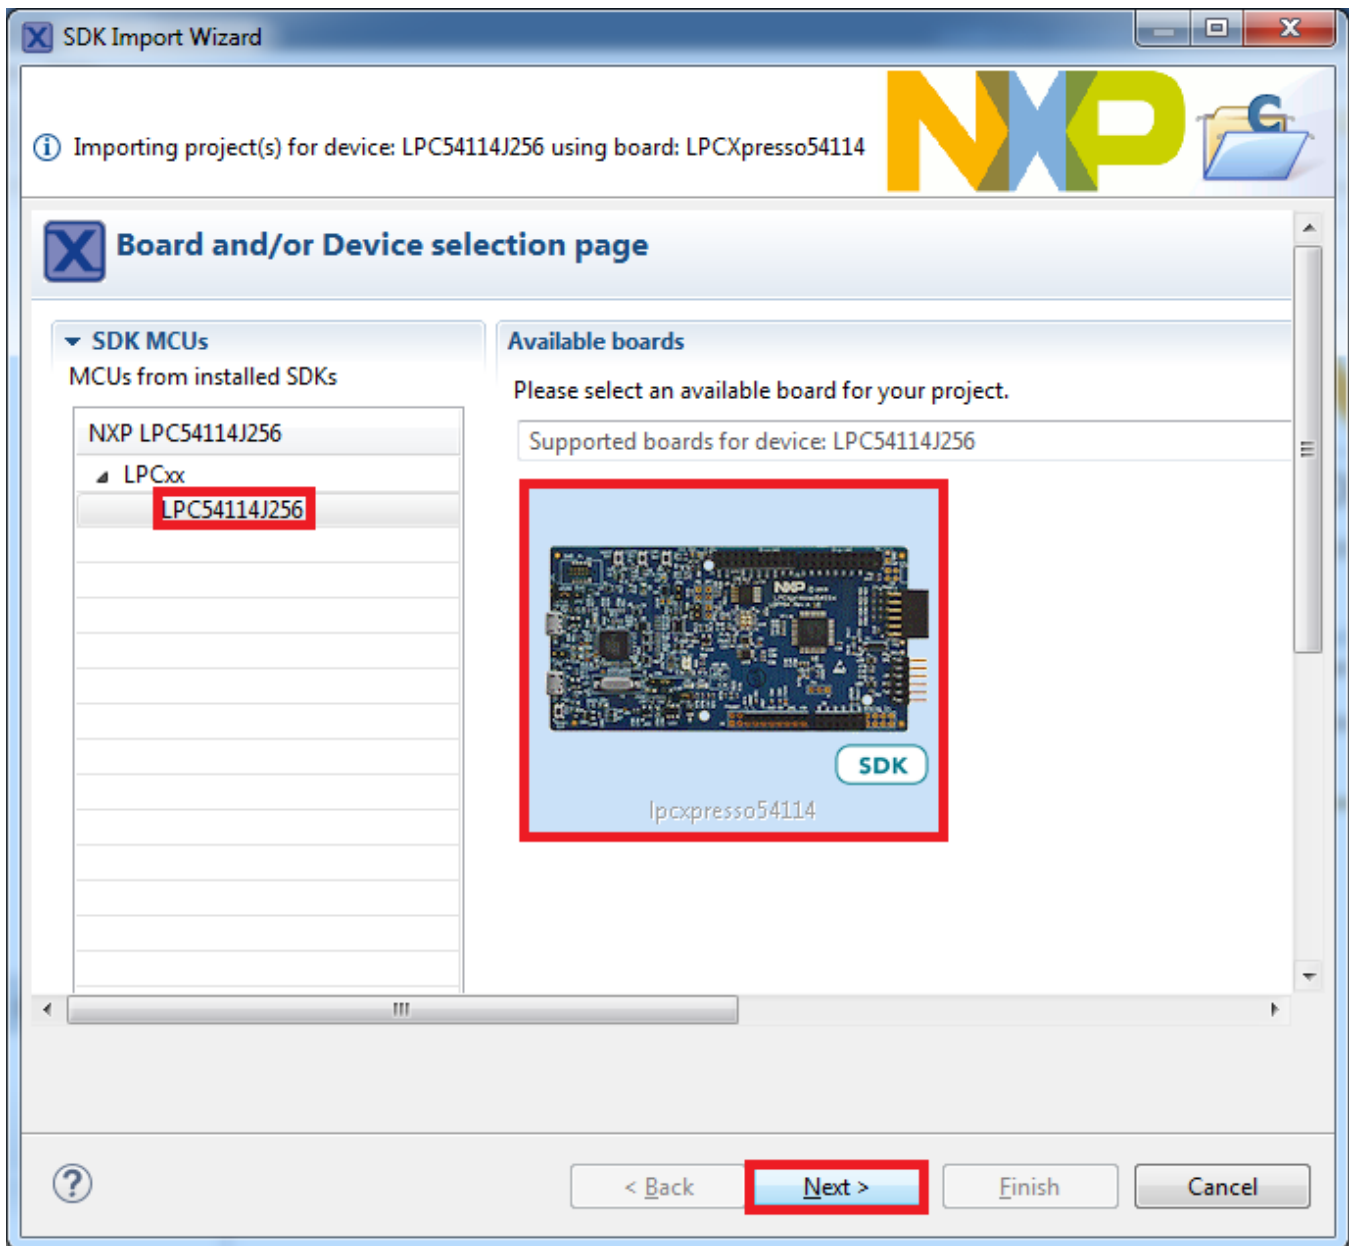 SDK Import Wizard
NXP
Importing project(s) for device: LPC54114J256 using board: LPCXpresso54114
Board and/or Device selection page
SDK MCUs
MCUs from installed SDKs
NXP LPC54114J256
LPCxx
LPC54114J256
Available boards
Please select an available board for your project.
Supported boards for device: LPC54114J256
NXP
SDK
lpcxpresso54114
< Back
Next >
Finish
Cancel